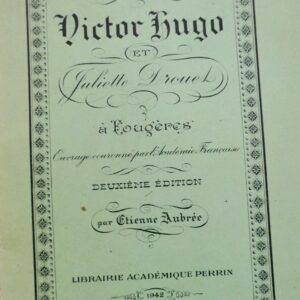 Victor Hugo
ET
Juliette Drouet
à Fougères
Ouvrage couronné par l'Académie Française
DEUXIÈME ÉDITION
par Etienne Aubrée
LIBRAIRIE ACADÉMIQUE PERRIN
1942